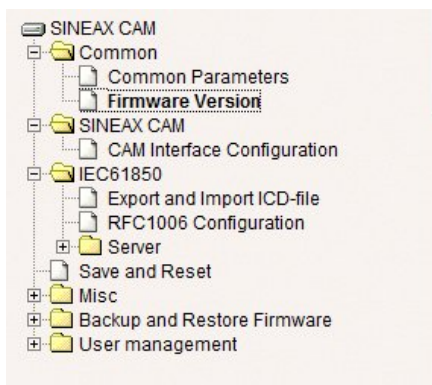 SINEAX CAM
Common
Common Parameters
Firmware Version
SINEAX CAM
CAM Interface Configuration
IEC61850
Export and Import ICD-file
RFC1006 Configuration
Server
Save and Reset
Misc
Backup and Restore Firmware
User management